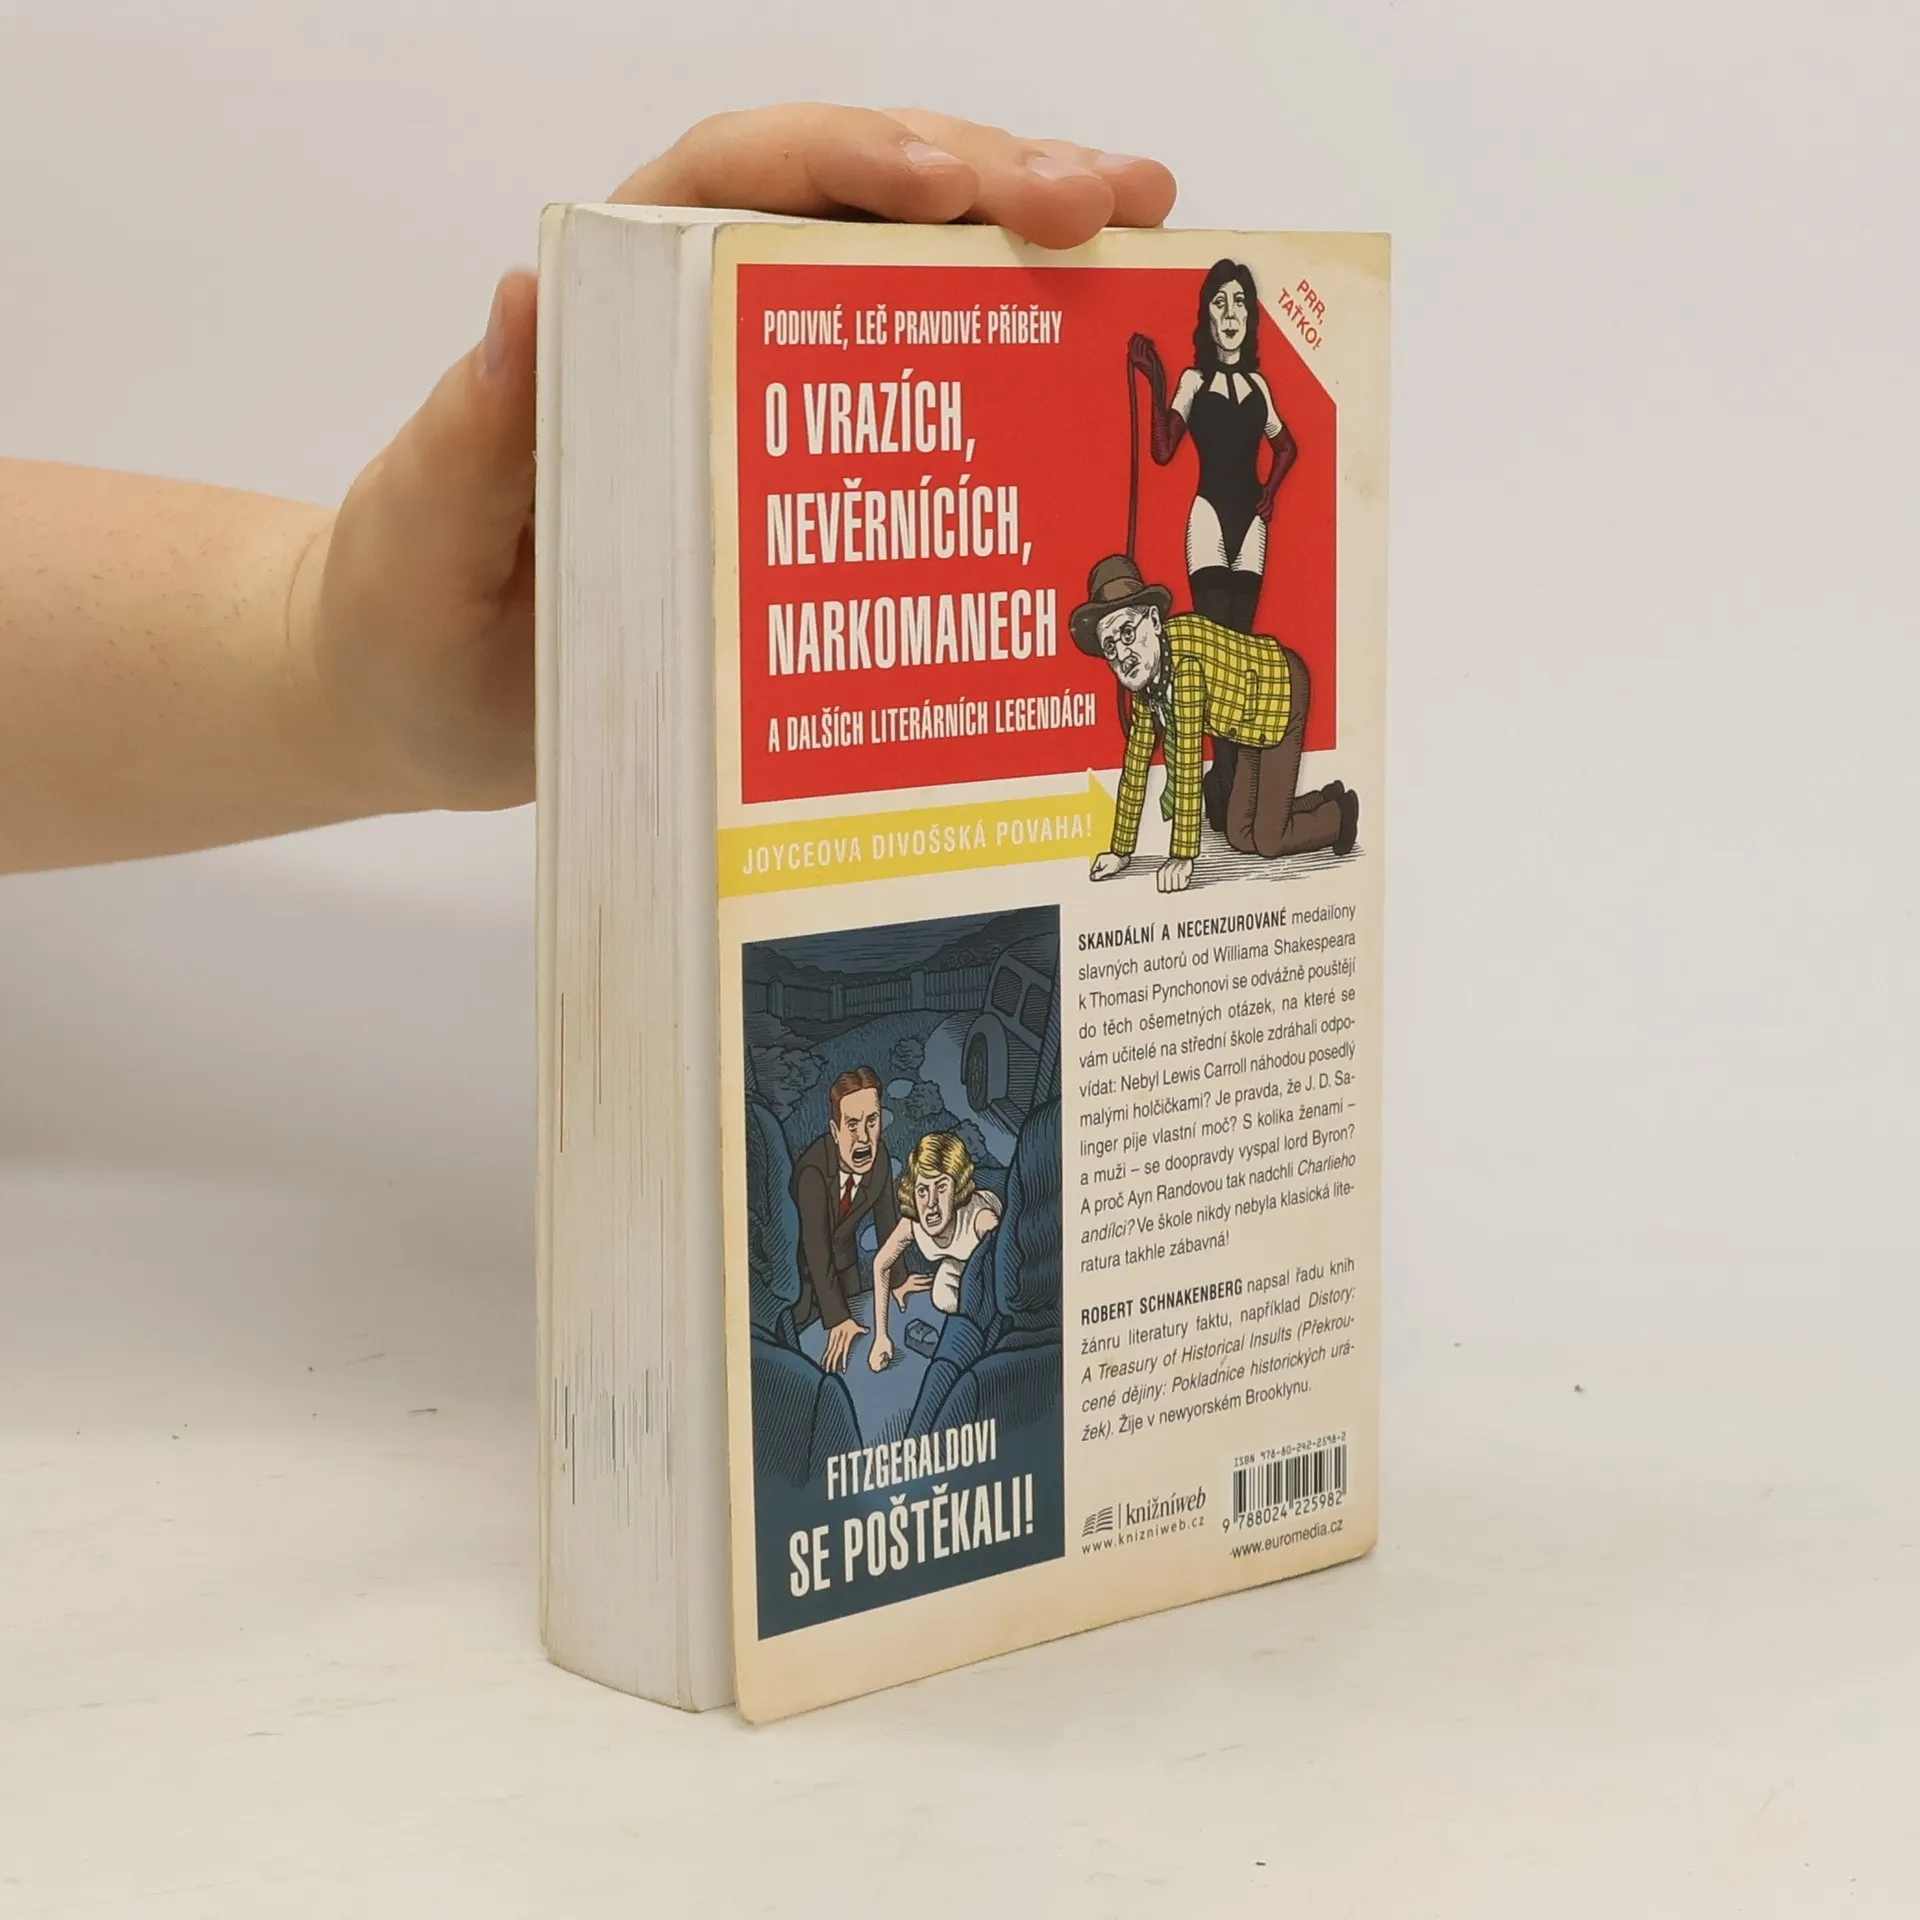 PODIVNÉ, LEČ PRAVDIVÉ PŘÍBĚHY
O VRAZÍCH,
NEVĚRNÍCÍCH,
NARKOMANECH
A DALŠÍCH LITERÁRNÍCH LEGENDÁCH
PRR,
TAŤKO!
JOYCEOVA DIVOŠSKÁ POVAHA!
FITZGERALDOVI
SE POŠTĚKALI!
SKANDÁLNÍ A NECENZUROVANÉ medailony
slavných autorů od Williama Shakespeara
k Thomasi Pynchonovi se odvážně pouštějí
do těch ošemetných otázek, na které se
vám učitelé na střední škole zdráhali odpo-
vídat: Nebyl Lewis Carroll náhodou posedlý
malými holčičkami? Je pravda, že J. D. Sa-
linger pije vlastní moč? S kolika ženami –
a muži – se doopravdy vyspal lord Byron?
A proč Ayn Randovou tak nadchli Charlieho
andílci? Ve škole nikdy nebyla klasická lite-
ratura takhle zábavná!
ROBERT SCHNAKENBERG napsal řadu knih
žánru literatury faktu, například Distory:
A Treasury of Historical Insults (Překrou-
cené dějiny: Pokladnice historických urá-
žek). Žije v newyorském Brooklynu.
knižníweb
www.knizniweb.cz
ISBN 978-80-242-2598-2
9 788024 225982
www.euromedia.cz